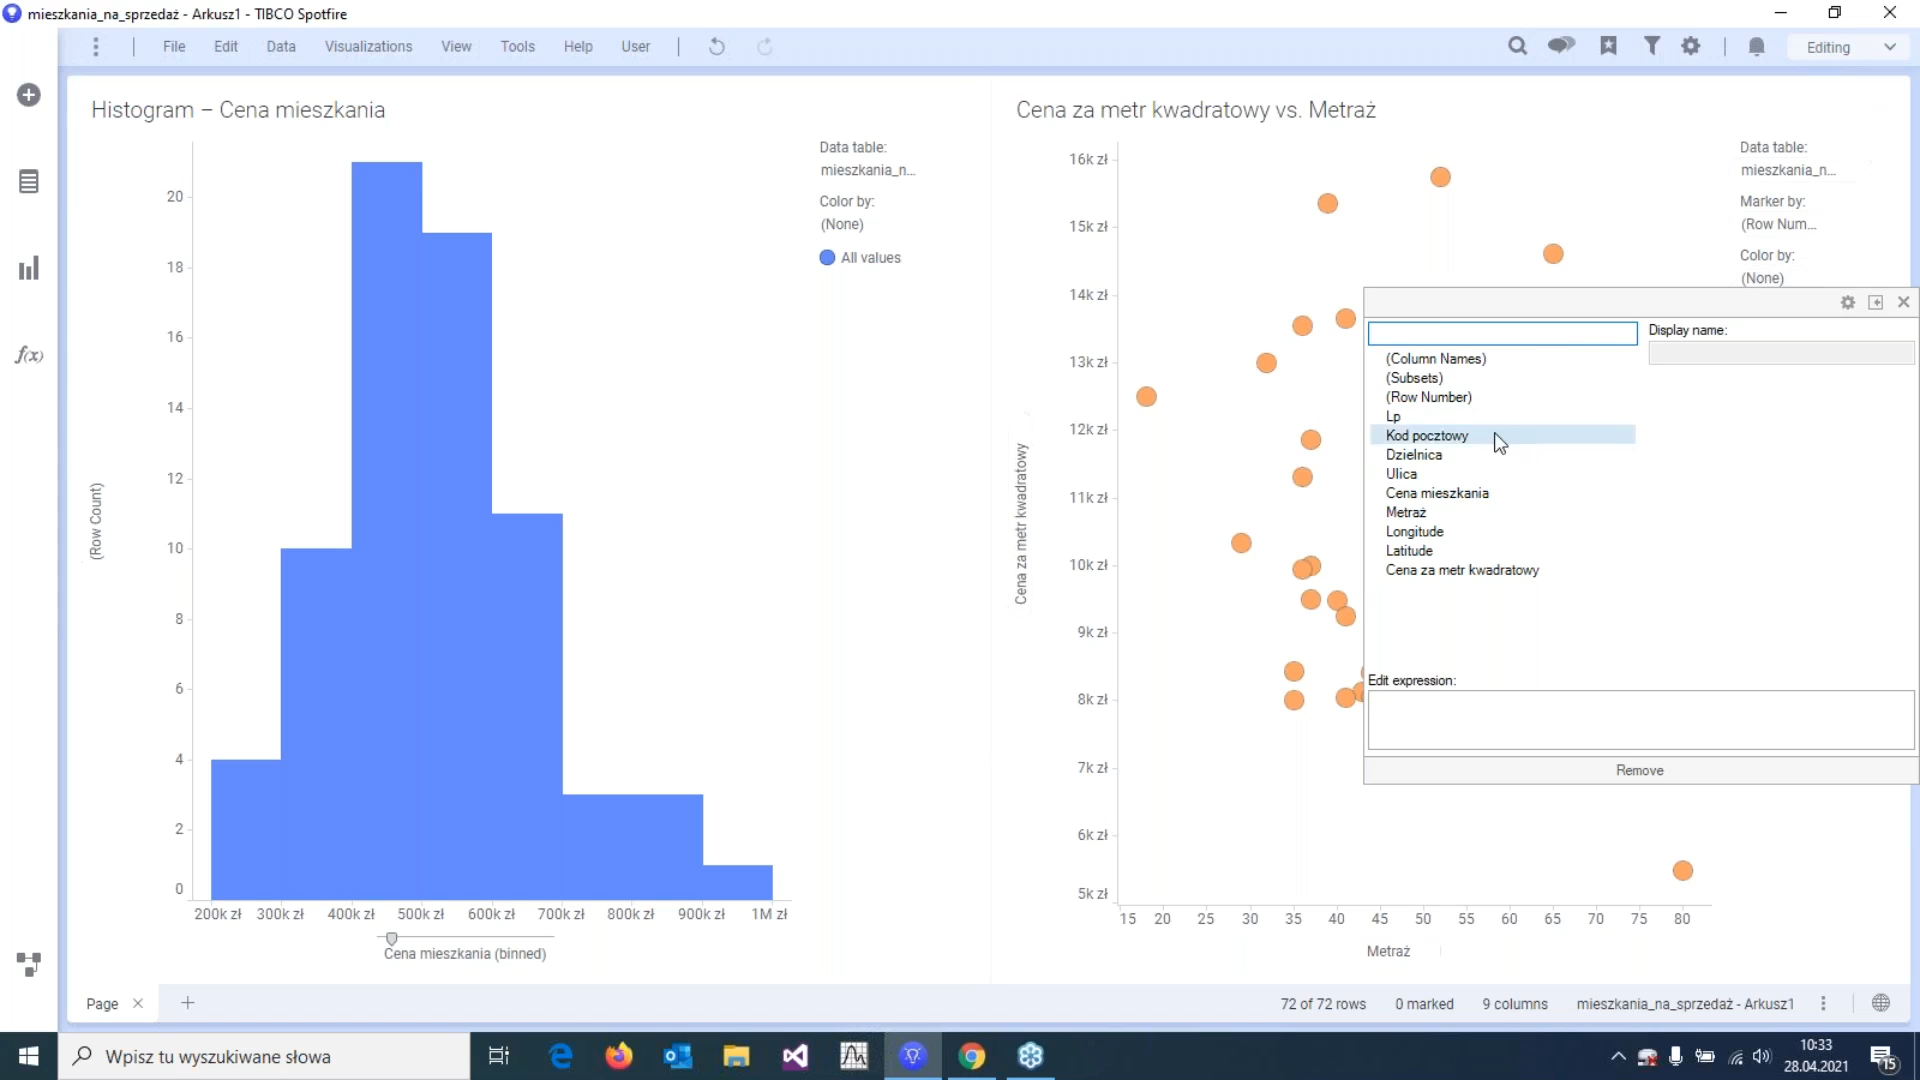 mieszkania_na_sprzedaż - Arkusz1 - TIBCO Spotfire
File Edit Data Visualizations View Tools Help User
Editing
f(x)
Histogram – Cena mieszkania
Data table:
mieszkania_n...
Color by:
(None)
All values
(Row Count)
20
18
16
14
12
10
8
6
4
2
0
200k zł 300k zł 400k zł 500k zł 600k zł 700k zł 800k zł 900k zł 1M zł
Cena mieszkania (binned)
Cena za metr kwadratowy vs. Metraż
Data table:
mieszkania_n...
Marker by:
(Row Num...
Color by:
(None)
Cena za metr kwadratowy
16k zł
15k zł
14k zł
13k zł
12k zł
11k zł
10k zł
9k zł
8k zł
7k zł
6k zł
5k zł
15 20 25 30 35 40 45 50 55 60 65 70 75 80
Metraż
Display name:
(Column Names)
(Subsets)
(Row Number)
Lp
Kod pocztowy
Dzielnica
Ulica
Cena mieszkania
Metraż
Longitude
Latitude
Cena za metr kwadratowy
Edit expression:
Remove
Page
72 of 72 rows 0 marked 9 columns mieszkania_na_sprzedaż - Arkusz1
Wpisz tu wyszukiwane słowa
10:33
28.04.2021
15